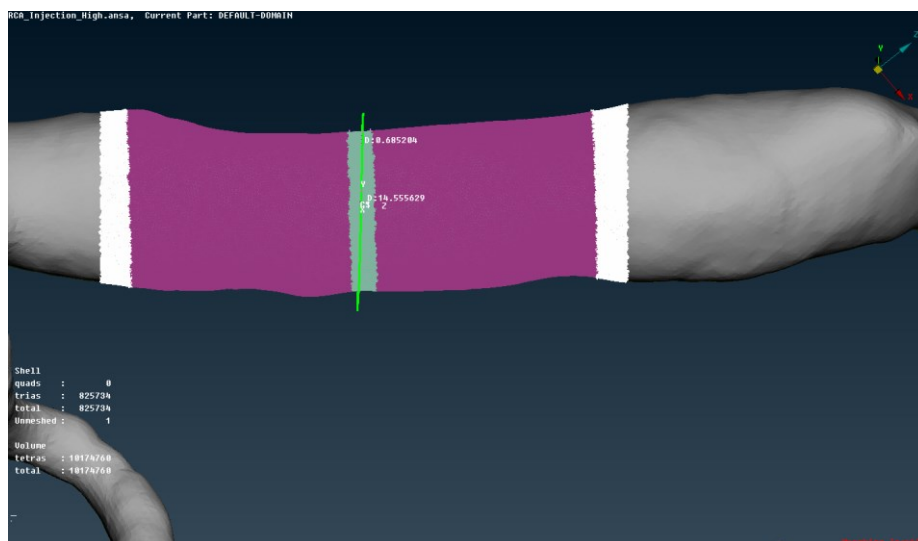 RCA_Injection_High.ansa, Current Part: DEFAULT-DOMAIN
Y
Z
X
D:0.685204
Y
D:14.555629
Z
Shell
quads : 0
trias : 825734
total : 825734
Unmeshed : 1
Volume
tetras : 10174760
total : 10174760